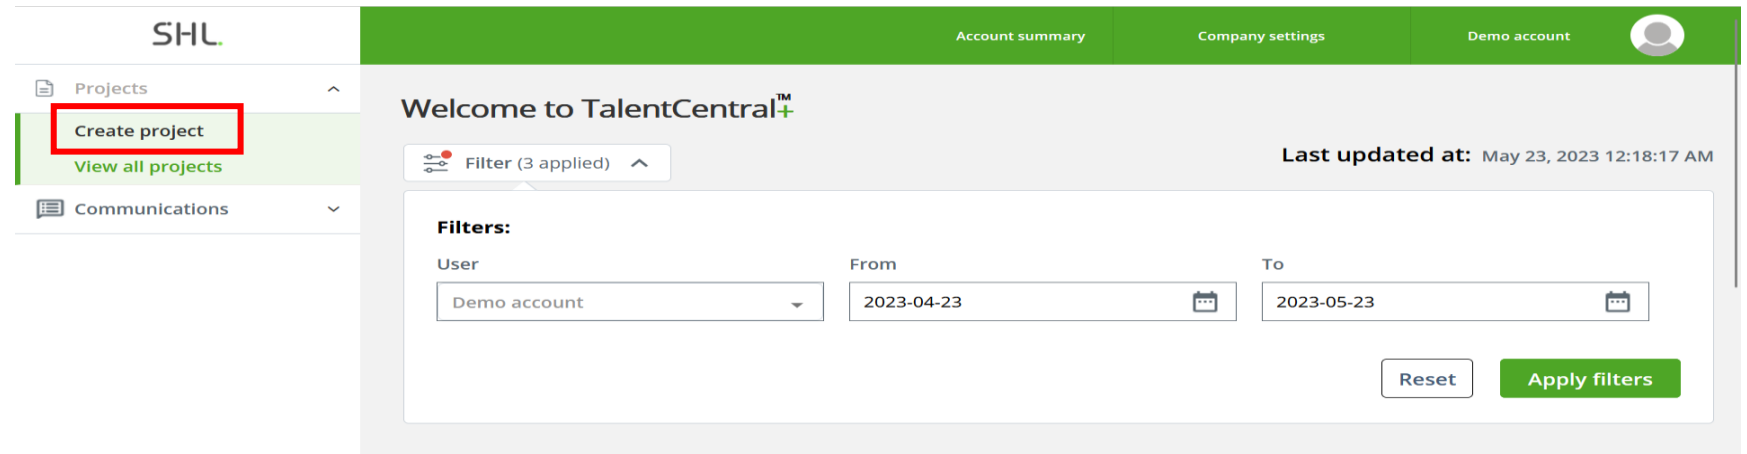 SHL.
Account summary
Company settings
Demo account
Projects
Create project
View all projects
Communications
Welcome to TalentCentral™+
Filter (3 applied)
Last updated at: May 23, 2023 12:18:17 AM
Filters:
User
From
To
Demo account
2023-04-23
2023-05-23
Reset
Apply filters